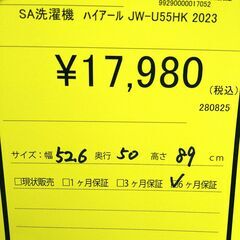 99290000017052
SA洗濯機 ハイアール JW-U55HK 2023
¥17,980
(税込)
280825
サイズ:幅 52.6 奥行 50 高さ 89 cm
□現状販売 □1ヶ月保証 □3ヶ月保証 ☑6ヶ月保証